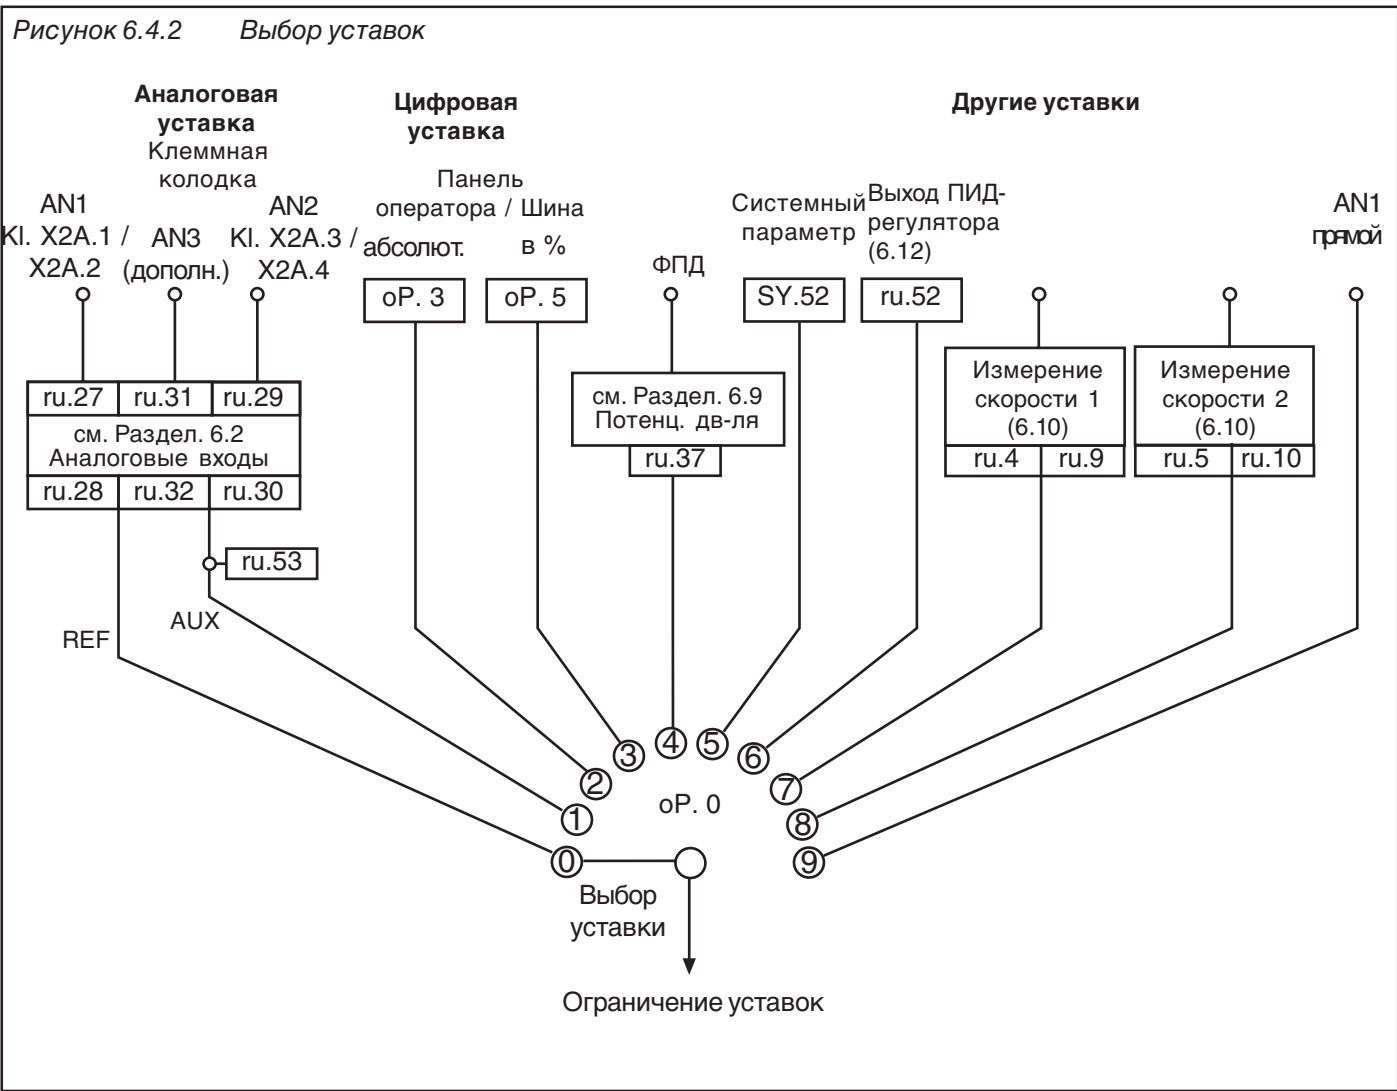 Рисунок 6.4.2 Выбор уставок
Аналоговая
уставка
Клеммная
колодка
AN1
Kl. X2A.1 /
X2A.2
AN3
(дополн.)
AN2
Kl. X2A.3 /
X2A.4
ru.27 ru.31 ru.29
см. Раздел. 6.2
Аналоговые входы
ru.28 ru.32 ru.30
ru.53
REF
AUX
Цифровая
уставка
Панель
оператора / Шина
абсолют. в %
oP. 3 oP. 5
ФПД
см. Раздел. 6.9
Потенц. дв-ля
ru.37
Другие уставки
Системный
параметр
SY.52
Выход ПИД-
регулятора
(6.12)
ru.52
Измерение
скорости 1
(6.10)
ru.4 ru.9
Измерение
скорости 2
(6.10)
ru.5 ru.10
AN1
прямой
0
1
2
3
4
5
6
7
8
9
oP. 0
Выбор
уставки
Ограничение уставок